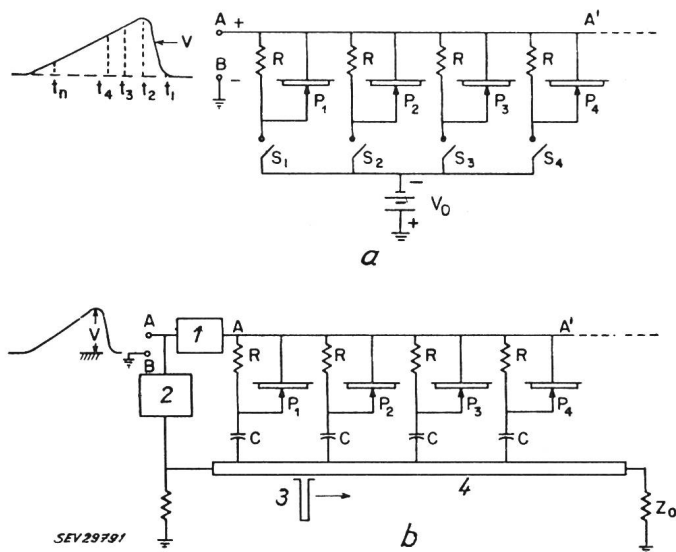 V
A + A'
B -
t_n t_4 t_3 t_2 t_1
R R R R
P_1 P_2 P_3 P_4
S_1 S_2 S_3 S_4
- V_0 +
a
V
A 1 A A'
B
2
R R R R
P_1 P_2 P_3 P_4
C C C C
3 4
Z_0
SEV29791
b